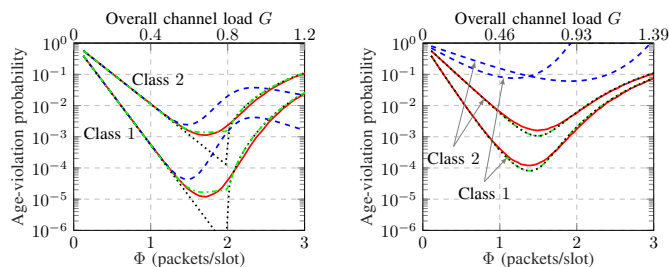 Overall channel load G
0 0.4 0.8 1.2
Age-violation probability
10^0
10^−1
10^−2
10^−3
10^−4
10^−5
10^−6
Class 2
Class 1
0 1 2 3
Φ (packets/slot)
Overall channel load G
0 0.46 0.93 1.39
Age-violation probability
10^0
10^−1
10^−2
10^−3
10^−4
10^−5
10^−6
Class 2
Class 1
0 1 2 3
Φ (packets/slot)